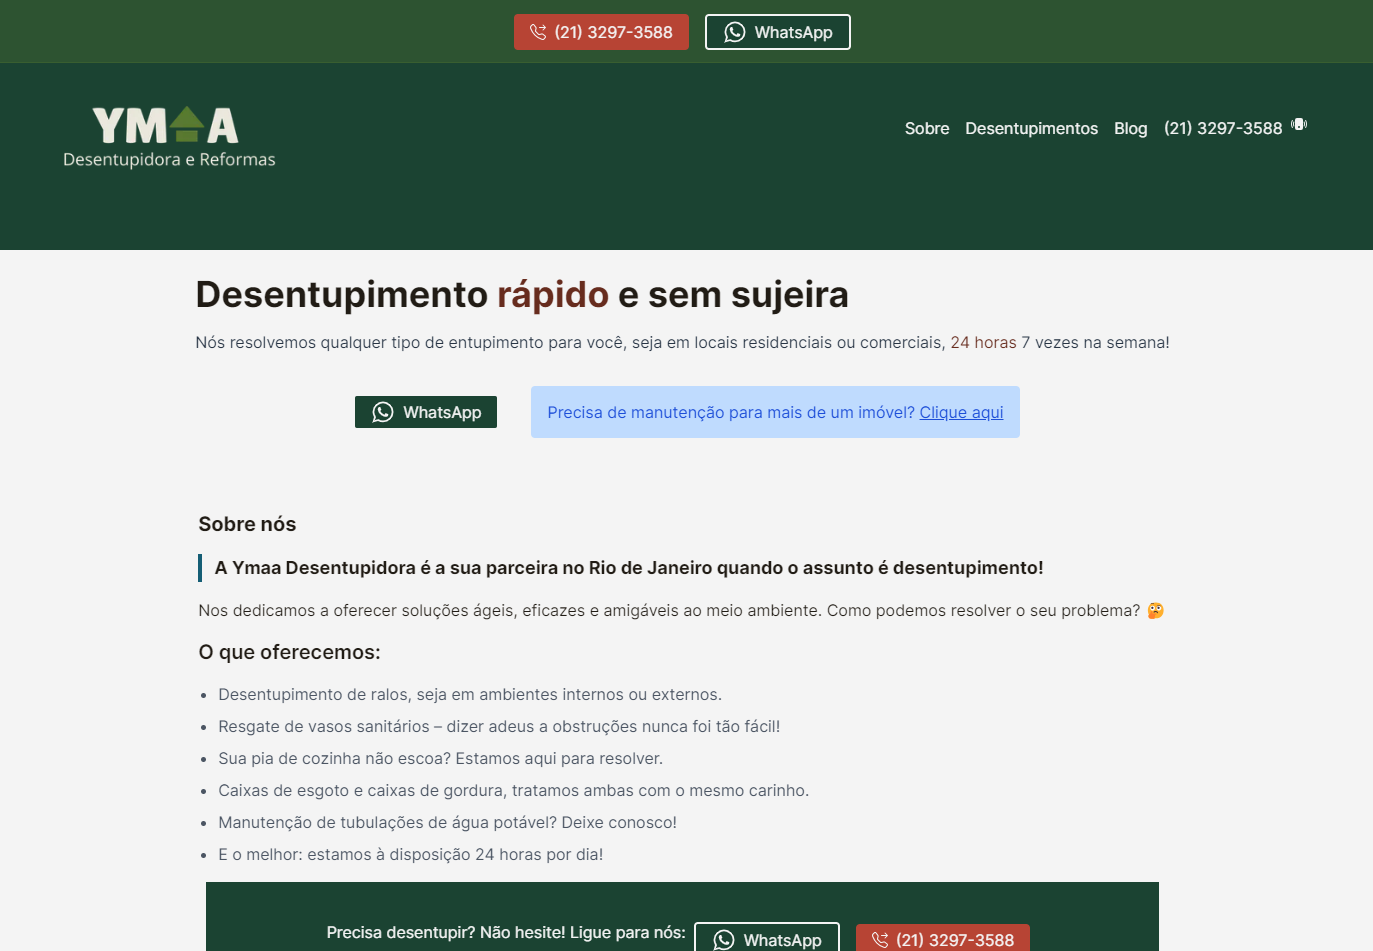 (21) 3297-3588 WhatsApp
YMAA
Desentupidora e Reformas
Sobre Desentupimentos Blog (21) 3297-3588
Desentupimento rápido e sem sujeira
Nós resolvemos qualquer tipo de entupimento para você, seja em locais residenciais ou comerciais, 24 horas 7 vezes na semana!
WhatsApp Precisa de manutenção para mais de um imóvel? Clique aqui
Sobre nós
A Ymaa Desentupidora é a sua parceira no Rio de Janeiro quando o assunto é desentupimento!
Nos dedicamos a oferecer soluções ágeis, eficazes e amigáveis ao meio ambiente. Como podemos resolver o seu problema? 🤔
O que oferecemos:
• Desentupimento de ralos, seja em ambientes internos ou externos.
• Resgate de vasos sanitários – dizer adeus a obstruções nunca foi tão fácil!
• Sua pia de cozinha não escoa? Estamos aqui para resolver.
• Caixas de esgoto e caixas de gordura, tratamos ambas com o mesmo carinho.
• Manutenção de tubulações de água potável? Deixe conosco!
• E o melhor: estamos à disposição 24 horas por dia!
Precisa desentupir? Não hesite! Ligue para nós: WhatsApp (21) 3297-3588